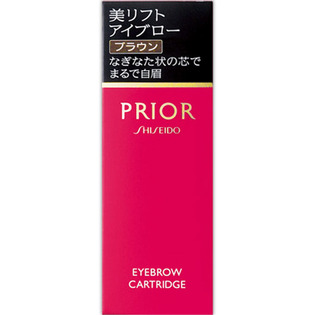 美リフト
アイブロー
ブラウン
なぎなた状の芯で
まるで自眉
PRIOR
SHISEIDO
EYEBROW
CARTRIDGE